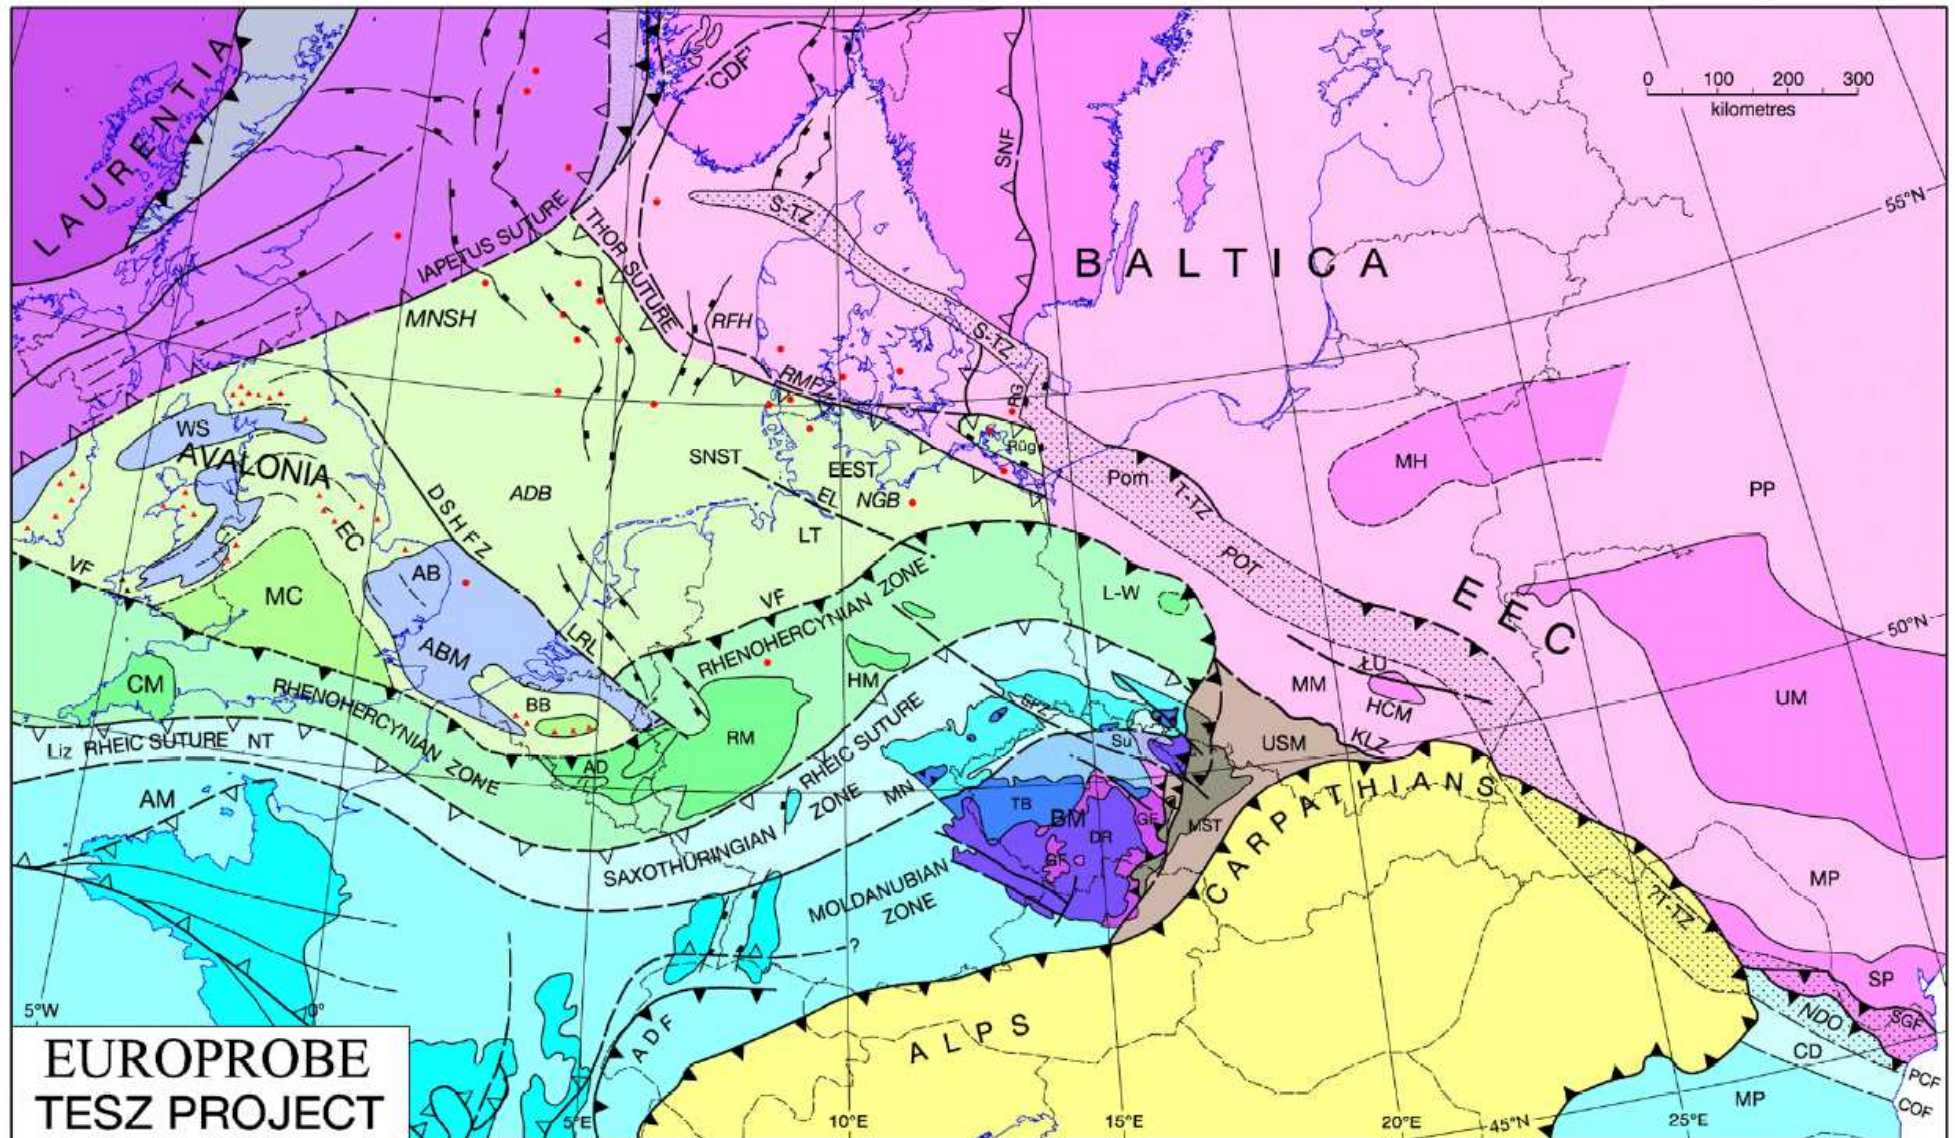 LAURENTIA
CDF
0 100 200 300
kilometres
SNF
55°N
S-TZ
IAPETUS SUTURE
THOR SUTURE
BALTICA
MNSH
RFH
S-TZ
RMFZ
RG
WS
AVALONIA
Rüg
SNST
EEST
EL
NGB
Pom
T-TZ
MH
PP
ADB
DSHFZ
EC
LT
POT
EEC
50°N
VF
AB
MC
VF
RHENOHERCYNIAN ZONE
L-W
ABM
LRL
ŁU
MM
HCM
UM
CM
RHENOHERCYNIAN ZONE
BB
HM
KLZ
RM
RHEIC SUTURE
EFZ
Su
USM
Liz RHEIC SUTURE NT
AD
AM
SAXOTHURINGIAN ZONE
MN
TB
BM
DR
GF
GF
MST
CARPATHIANS
MOLDANUBIAN
ZONE
?
MP
?T-TZ
SP
SGF
NDO
CD
PCF
COF
MP
ADF
ALPS
5°W
0°
5°E
10°E
15°E
20°E
45°N
25°E
EUROPROBE
TESZ PROJECT